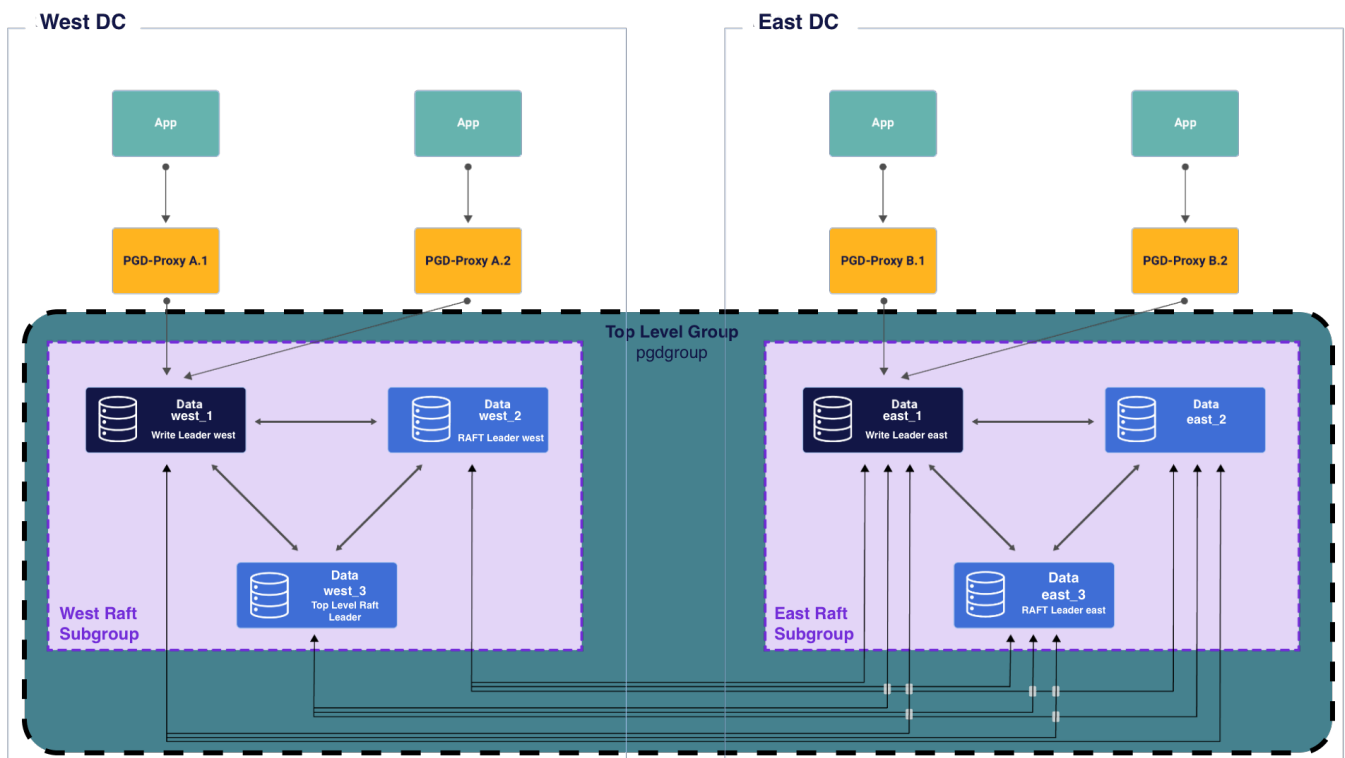 West DC
East DC
App
App
App
App
PGD-Proxy A.1
PGD-Proxy A.2
PGD-Proxy B.1
PGD-Proxy B.2
Top Level Group
pgdgroup
Data
west_1
Write Leader west
Data
west_2
RAFT Leader west
Data
east_1
Write Leader east
Data
east_2
Data
west_3
Top Level Raft
Leader
Data
east_3
RAFT Leader east
West Raft
Subgroup
East Raft
Subgroup